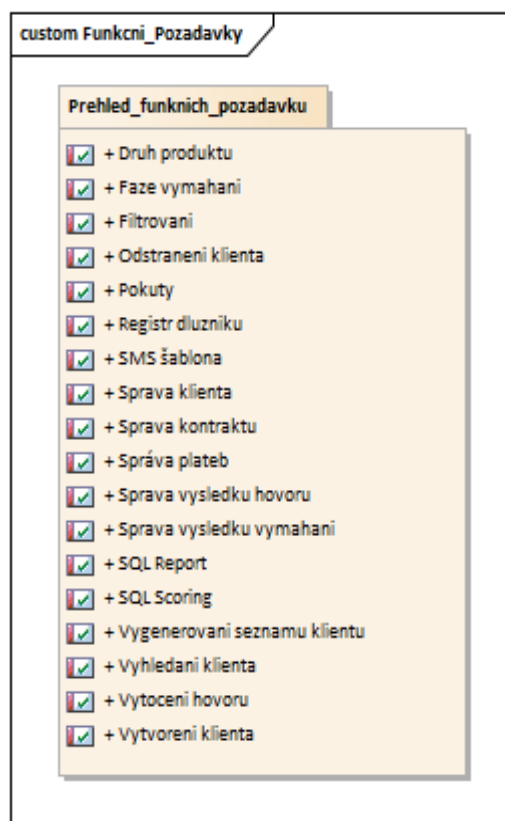 custom Funkcni_Pozadavky
Prehled_funknich_pozadavku
+ Druh produktu
+ Faze vymahani
+ Filtrovani
+ Odstraneni klienta
+ Pokuty
+ Registr dluzniku
+ SMS šablona
+ Sprava klienta
+ Sprava kontraktu
+ Správa plateb
+ Sprava vysledku hovoru
+ Sprava vysledku vymahani
+ SQL Report
+ SQL Scoring
+ Vygenerovani seznamu klientu
+ Vyhledani klienta
+ Vytoceni hovoru
+ Vytvoreni klienta